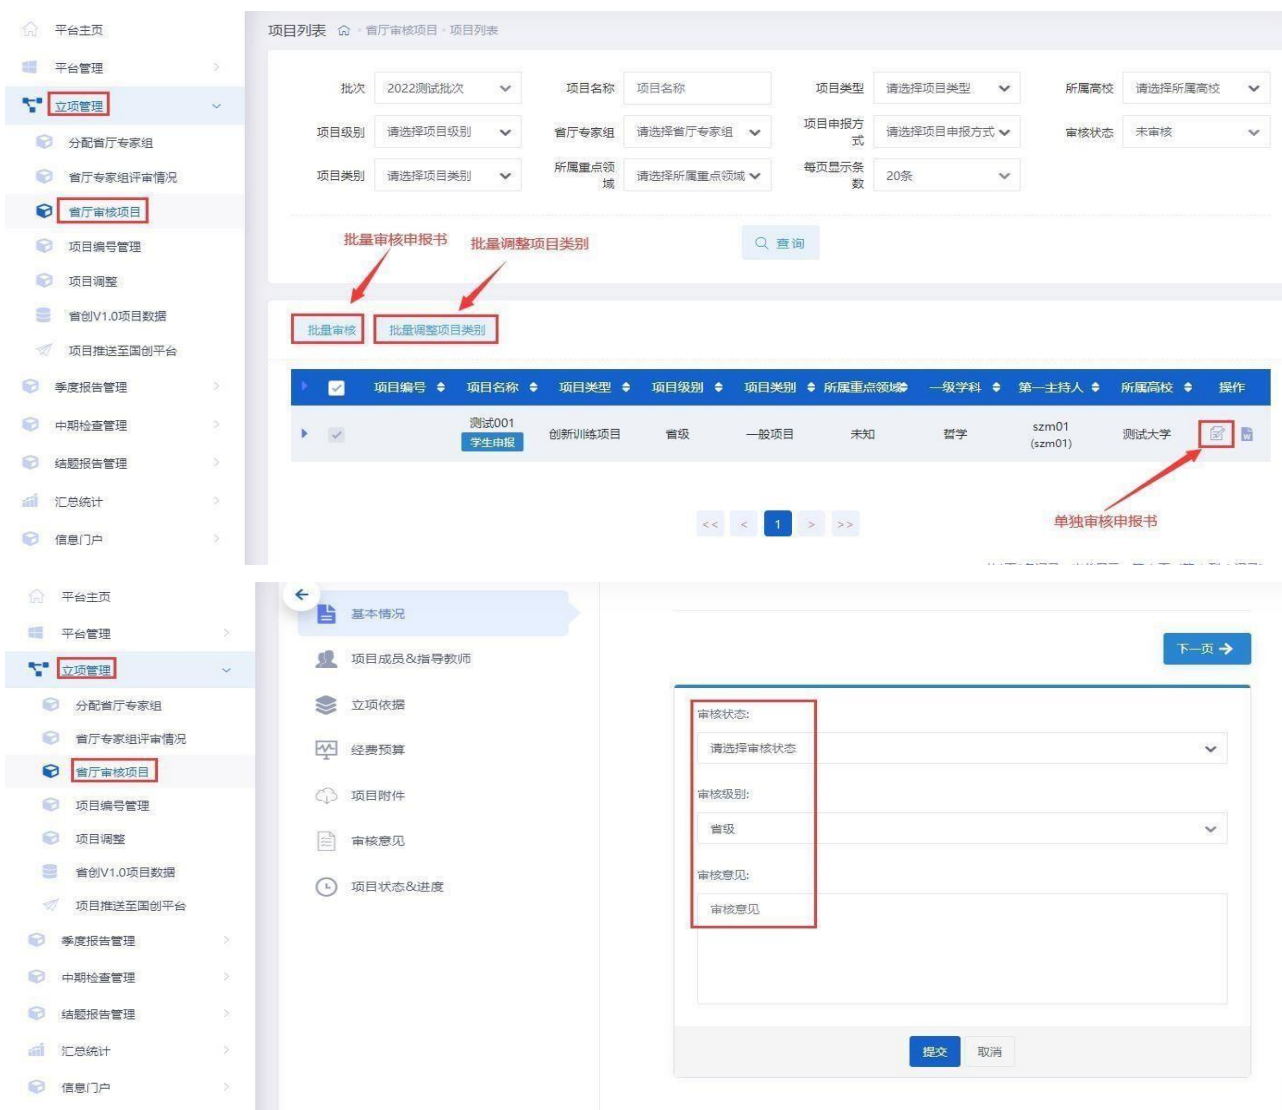 平台主页
平台管理
立项管理
分配省厅专家组
省厅专家组评审情况
省厅审核项目
项目编号管理
项目调整
省创V1.0项目数据
项目推送至国创平台
季度报告管理
中期检查管理
结题报告管理
汇总统计
信息门户
项目列表 省厅审核项目 - 项目列表
批次 2022测试批次 项目名称 项目名称 项目类型 请选择项目类型 所属高校 请选择所属高校
项目级别 请选择项目级别 省厅专家组 请选择省厅专家组 项目申报方式 请选择项目申报方式 审核状态 未审核
项目类别 请选择项目类别 所属重点领域 请选择所属重点领域 每页显示条数 20条
批量审核申报书 批量调整项目类别 查询
批量审核 批量调整项目类别
项目编号 项目名称 项目类型 项目级别 项目类别 所属重点领域 一级学科 第一主持人 所属高校 操作
测试001 学生申报 创新训练项目 省级 一般项目 未知 哲学 szm01 (szm01) 测试大学
<< < 1 > >>
单独审核申报书
平台主页
平台管理
立项管理
分配省厅专家组
省厅专家组评审情况
省厅审核项目
项目编号管理
项目调整
省创V1.0项目数据
项目推送至国创平台
季度报告管理
中期检查管理
结题报告管理
汇总统计
信息门户
基本情况
项目成员&指导教师
立项依据
经费预算
项目附件
审核意见
项目状态&进度
下一页
审核状态:
请选择审核状态
审核级别:
省级
审核意见:
审核意见
提交 取消